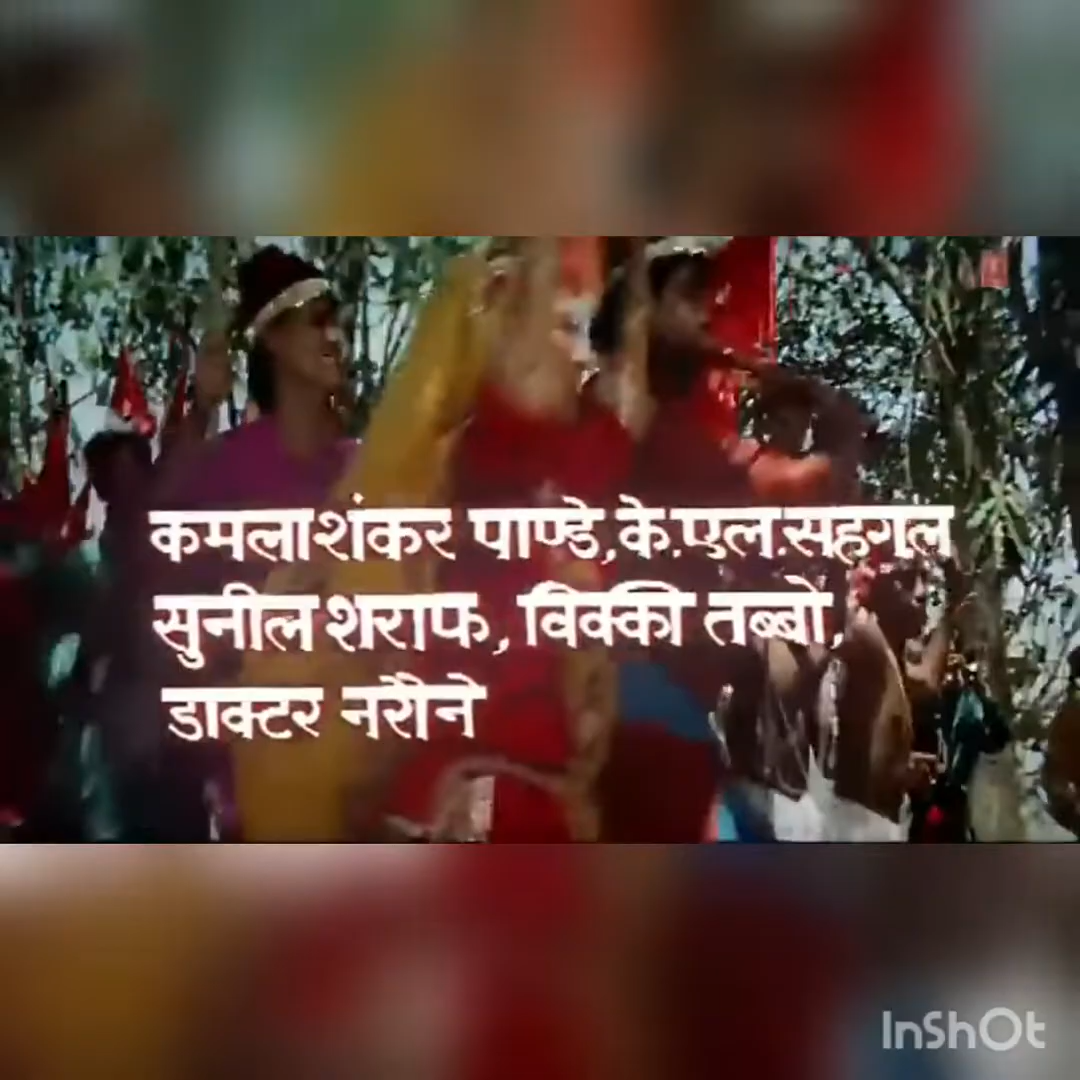 कमलाशंकर पाण्डे,के.एल.सहगल
सुनील शराफ, विक्की तब्बो,
डाक्टर नरौने
InShOt